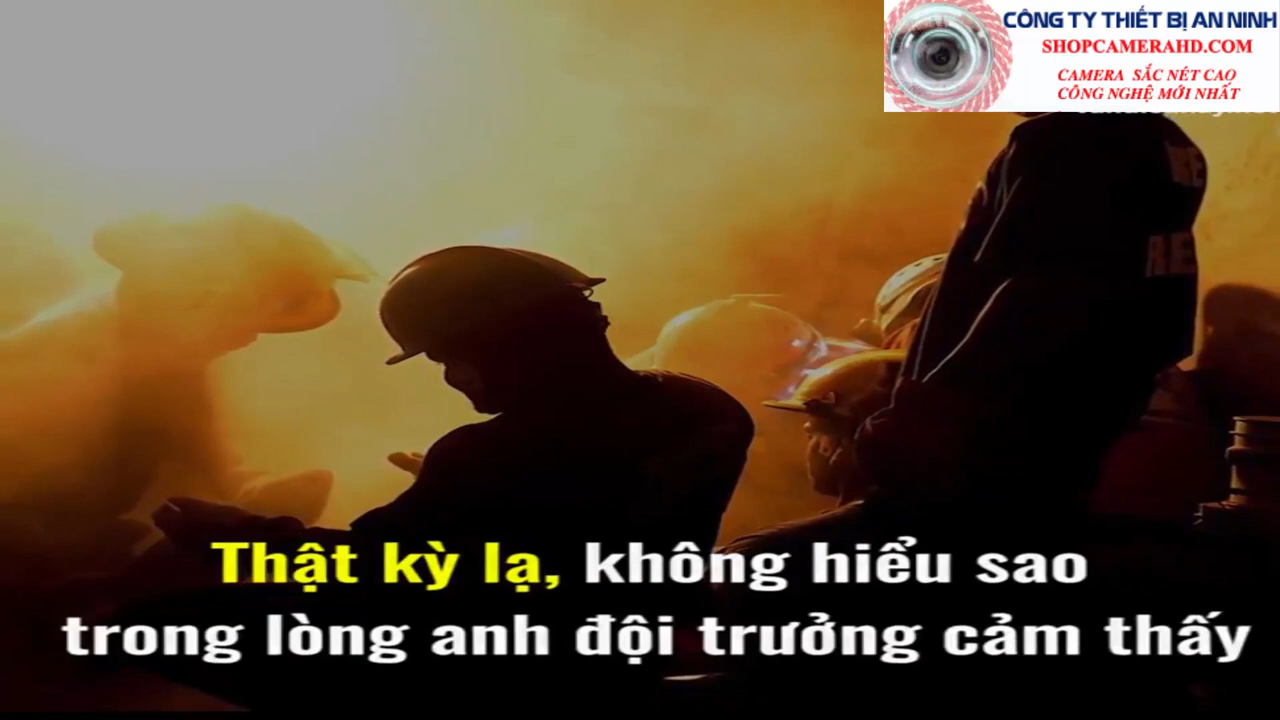 CÔNG TY THIẾT BỊ AN NINH
SHOPCAMERAHD.COM
CAMERA SẮC NÉT CAO
CÔNG NGHỆ MỚI NHẤT
RE
Thật kỳ lạ, không hiểu sao
trong lòng anh đội trưởng cảm thấy